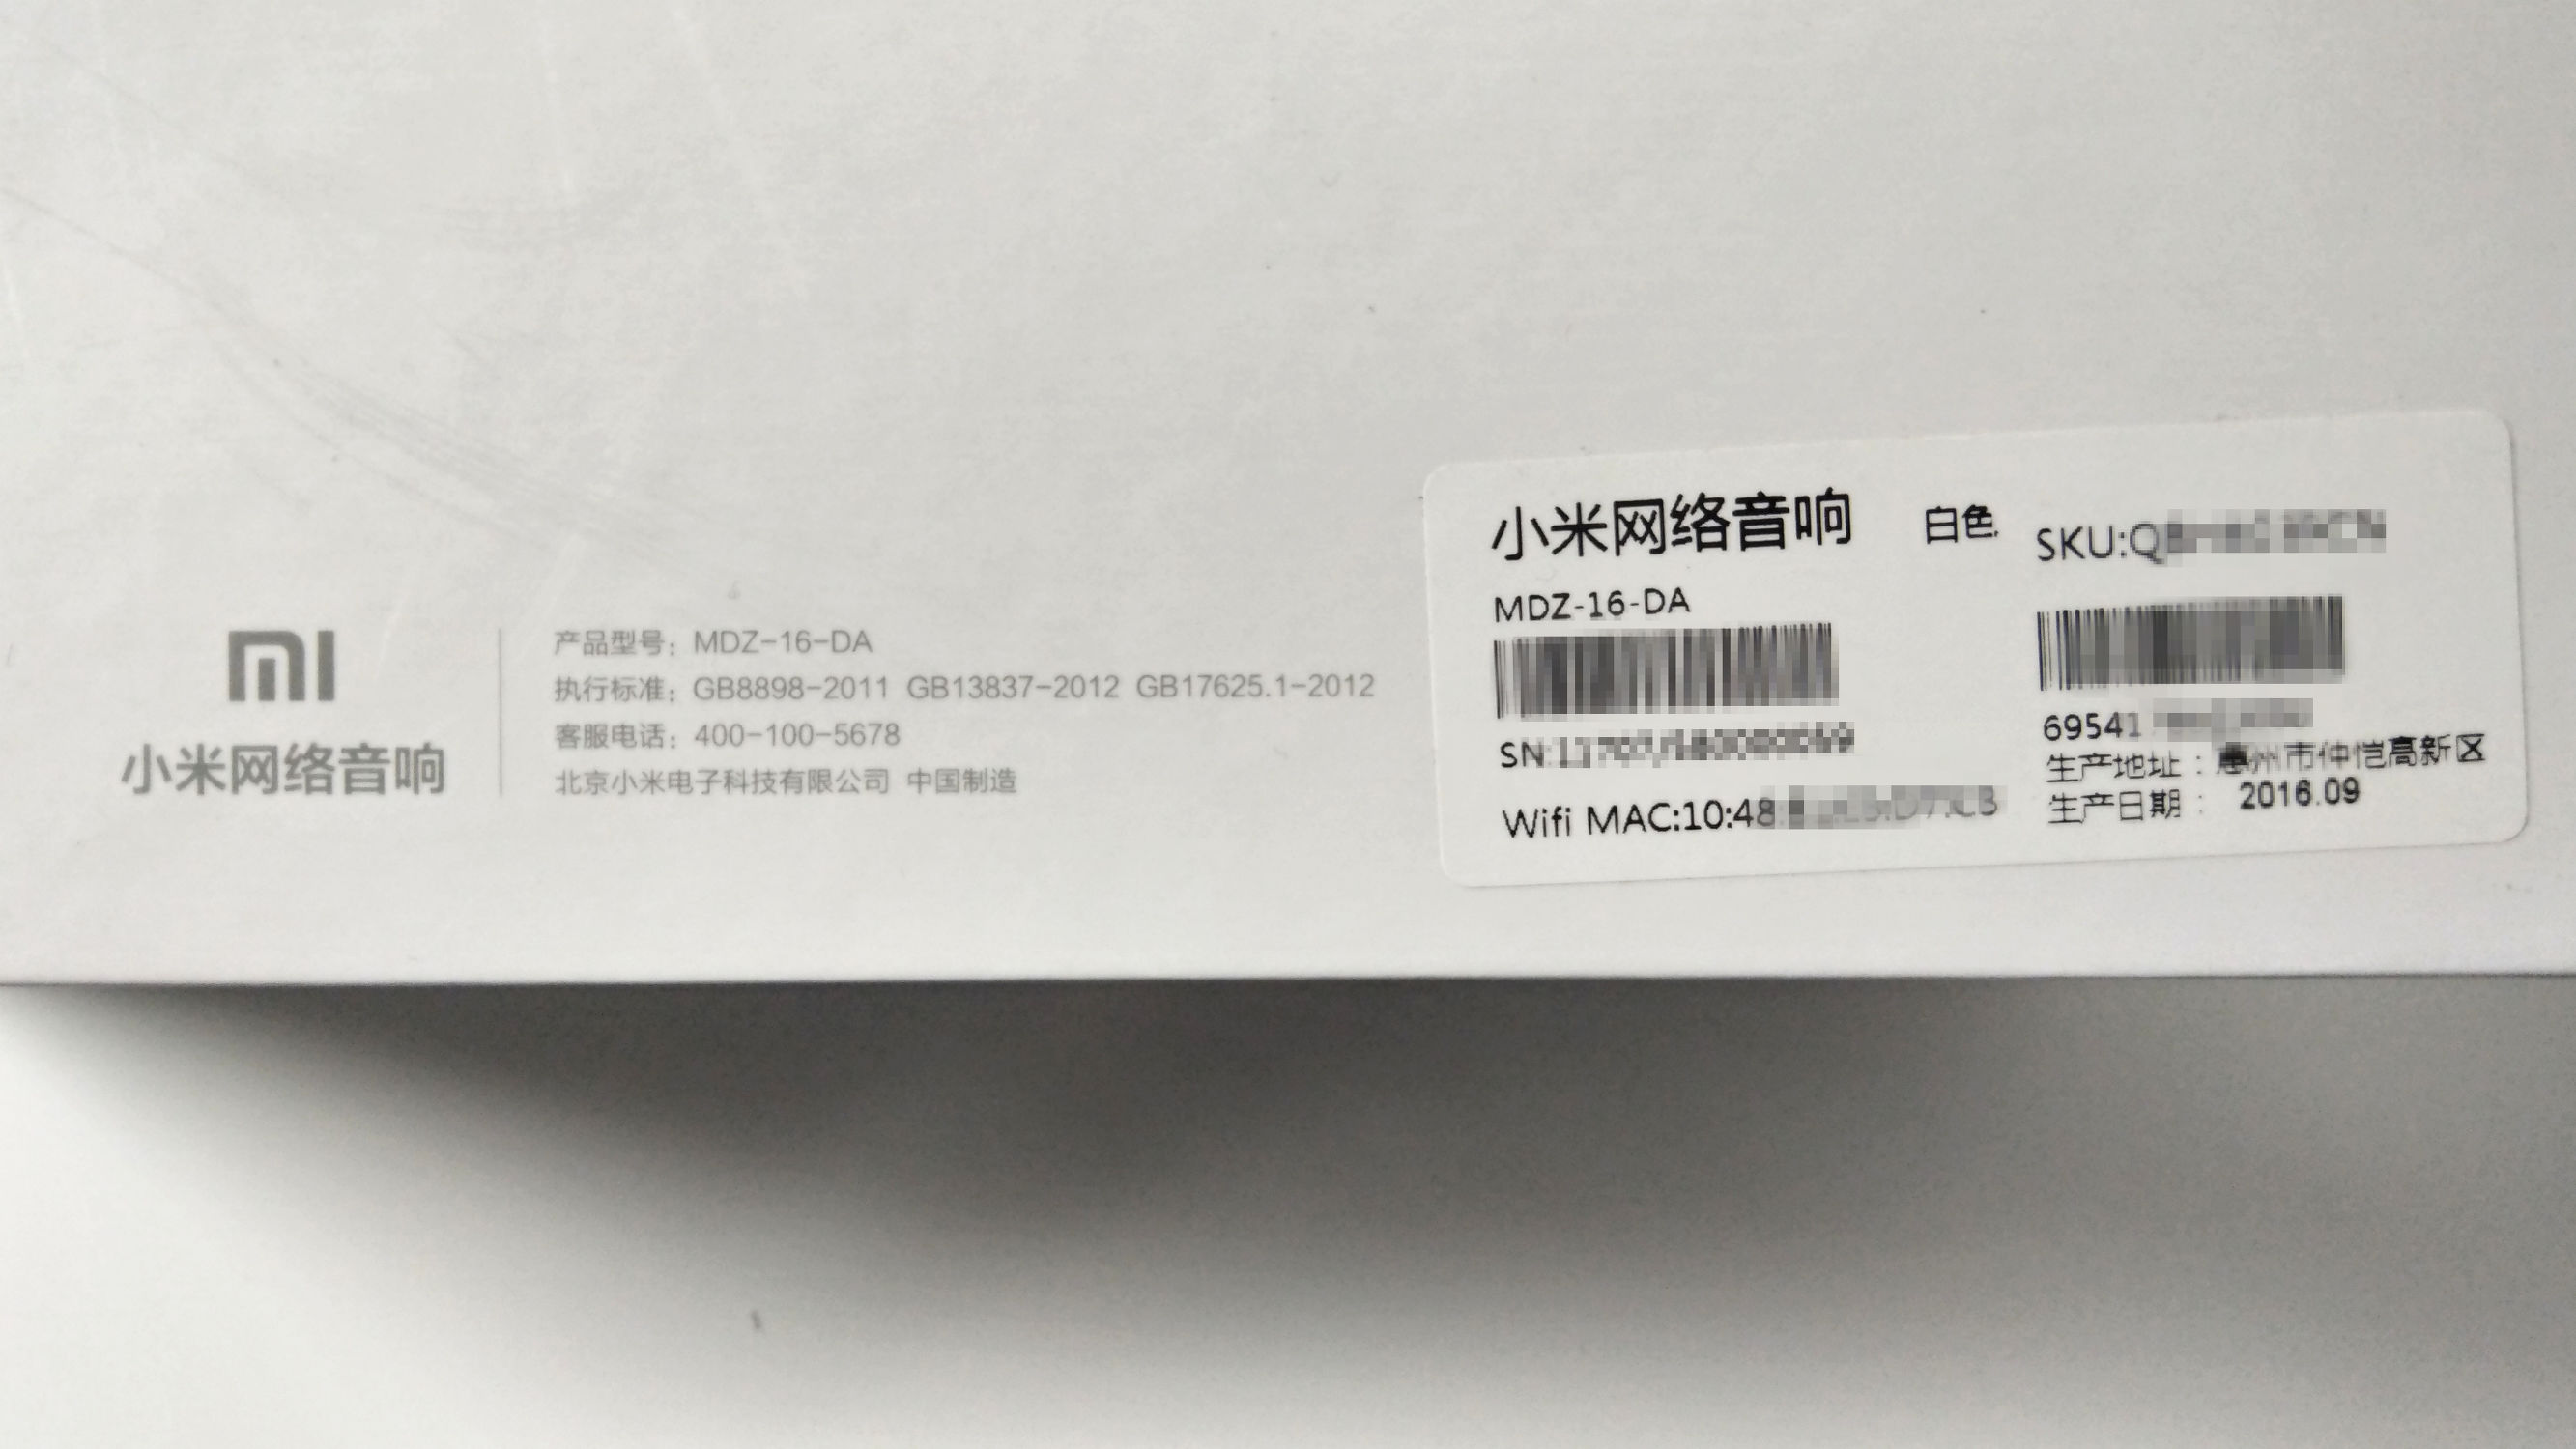 mi
小米网络音响
产品型号：MDZ-16-DA
执行标准：GB8898-2011 GB13837-2012 GB17625.1-2012
客服电话：400-100-5678
北京小米电子科技有限公司 中国制造
小米网络音响 白色
MDZ-16-DA
SN:
Wifi MAC:10:48
SKU:Q
69541
生产地址：惠州市仲恺高新区
生产日期： 2016.09